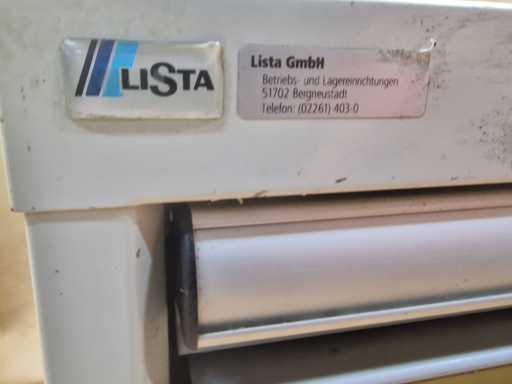 LISTA
Lista GmbH
Betriebs- und Lagereinrichtungen
51702 Bergneustadt
Telefon: (02261) 403-0